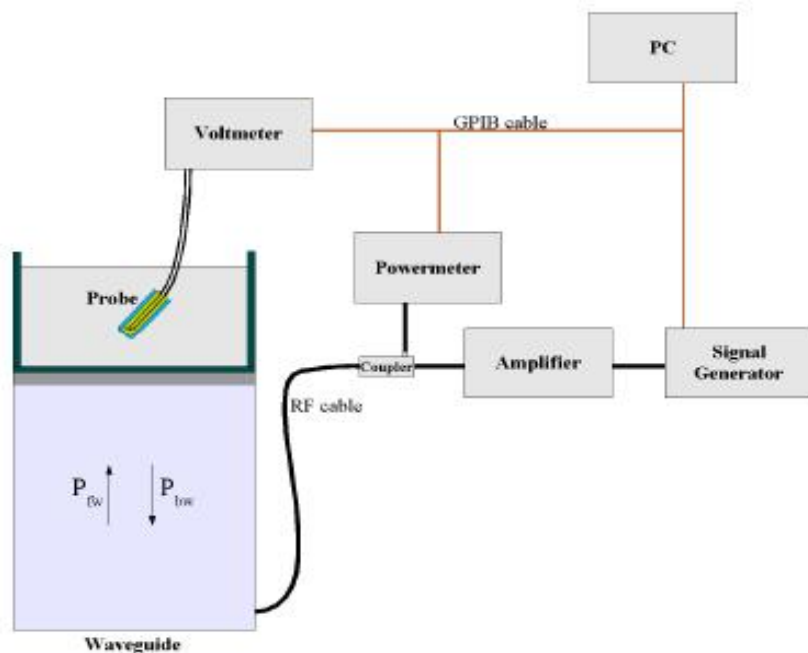 PC
Voltmeter
GPIB cable
Powermeter
Probe
Coupler
Amplifier
Signal
Generator
RF cable
P fw
P bw
Waveguide